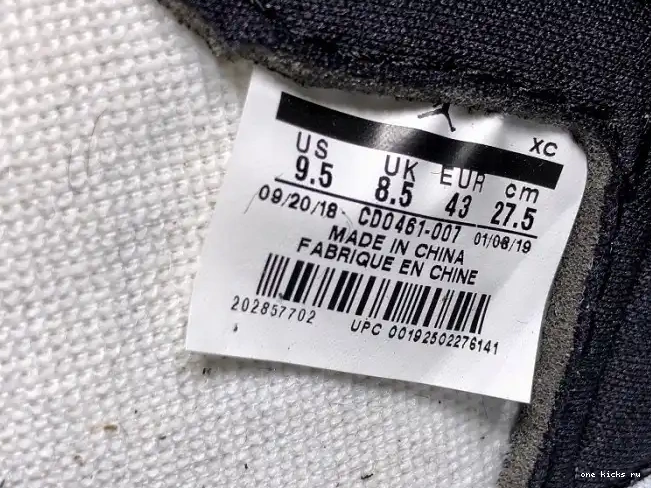 XC
US UK EUR cm
9.5 8.5 43 27.5
09/20/18 CD0461-007 01/06/19
MADE IN CHINA
FABRIQUE EN CHINE
202857702 UPC 00192502276141
one kicks ru